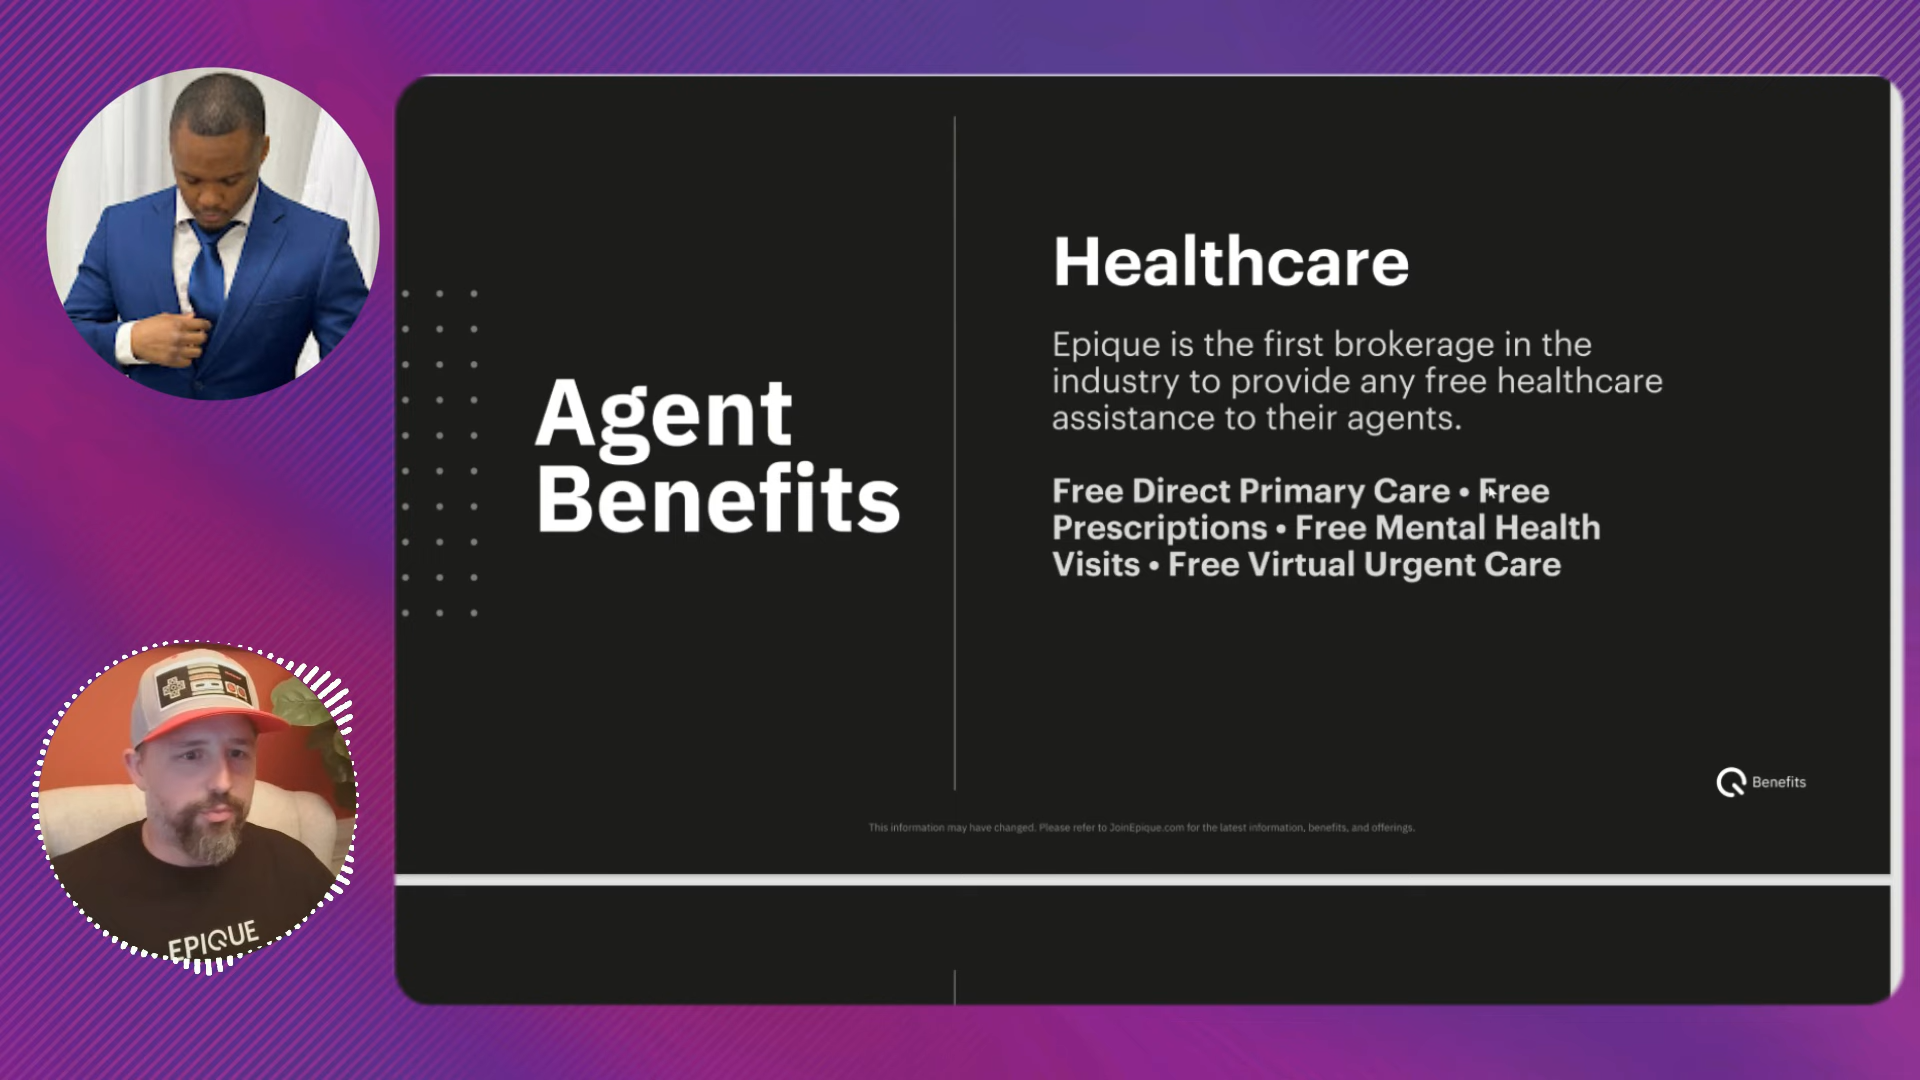 Agent
Benefits
Healthcare
Epique is the first brokerage in the
industry to provide any free healthcare
assistance to their agents.
Free Direct Primary Care • Free
Prescriptions • Free Mental Health
Visits • Free Virtual Urgent Care
Benefits
This information may have changed. Please refer to JoinEpique.com for the latest information, benefits, and offerings.
EPIQUE